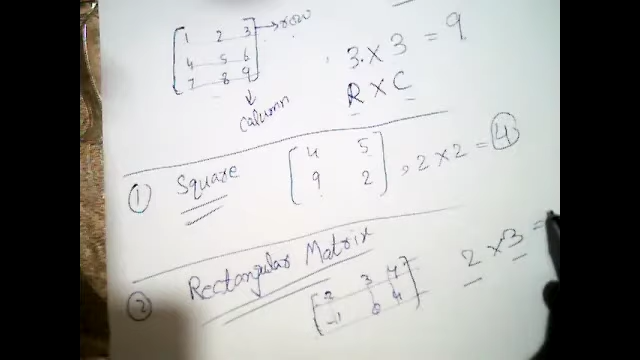 [1 2 3] → row
[4 5 6]
[7 8 9]
3 × 3 = 9
R × C
column
① Square [4 5], 2 × 2 = 4
[9 2]
② Rectangular Matrix
[2 3 4] 2 × 3 =
[-1 0 4]